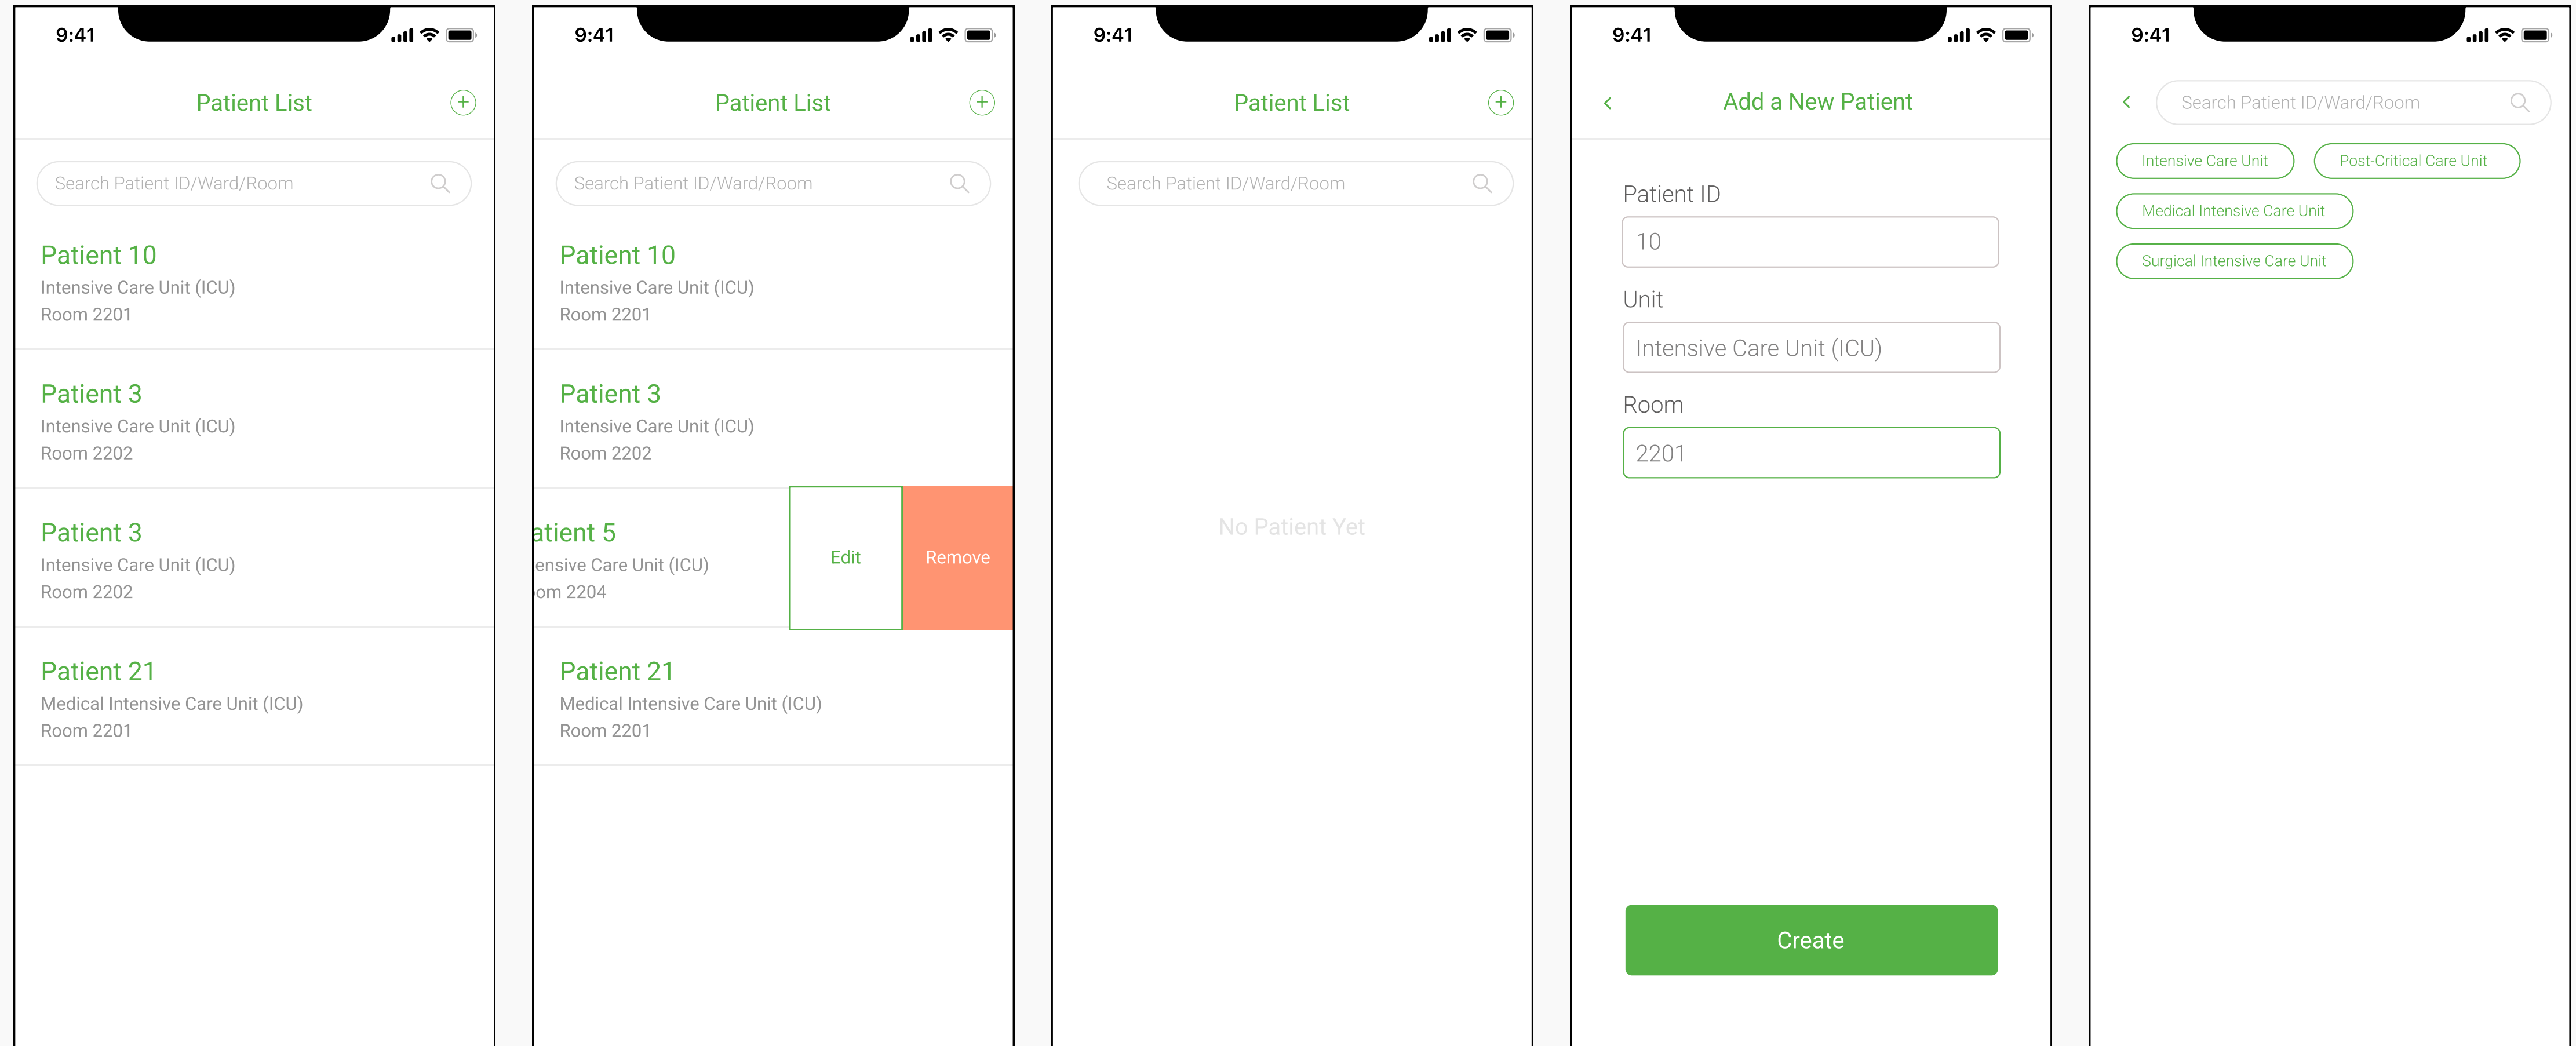 9:41
Patient List
Search Patient ID/Ward/Room
Patient 10
Intensive Care Unit (ICU)
Room 2201
Patient 3
Intensive Care Unit (ICU)
Room 2202
Patient 3
Intensive Care Unit (ICU)
Room 2202
Patient 21
Medical Intensive Care Unit (ICU)
Room 2201
9:41
Patient List
Search Patient ID/Ward/Room
Patient 10
Intensive Care Unit (ICU)
Room 2201
Patient 3
Intensive Care Unit (ICU)
Room 2202
atient 5
ensive Care Unit (ICU)
om 2204
Edit
Remove
Patient 21
Medical Intensive Care Unit (ICU)
Room 2201
9:41
Patient List
Search Patient ID/Ward/Room
No Patient Yet
9:41
Add a New Patient
Patient ID
10
Unit
Intensive Care Unit (ICU)
Room
2201
Create
9:41
Search Patient ID/Ward/Room
Intensive Care Unit
Post-Critical Care Unit
Medical Intensive Care Unit
Surgical Intensive Care Unit